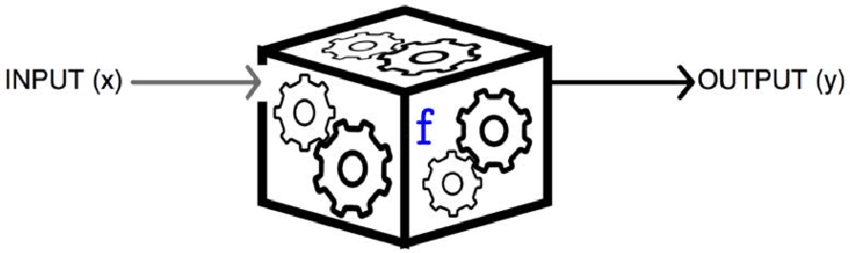 INPUT (x)
f
OUTPUT (y)